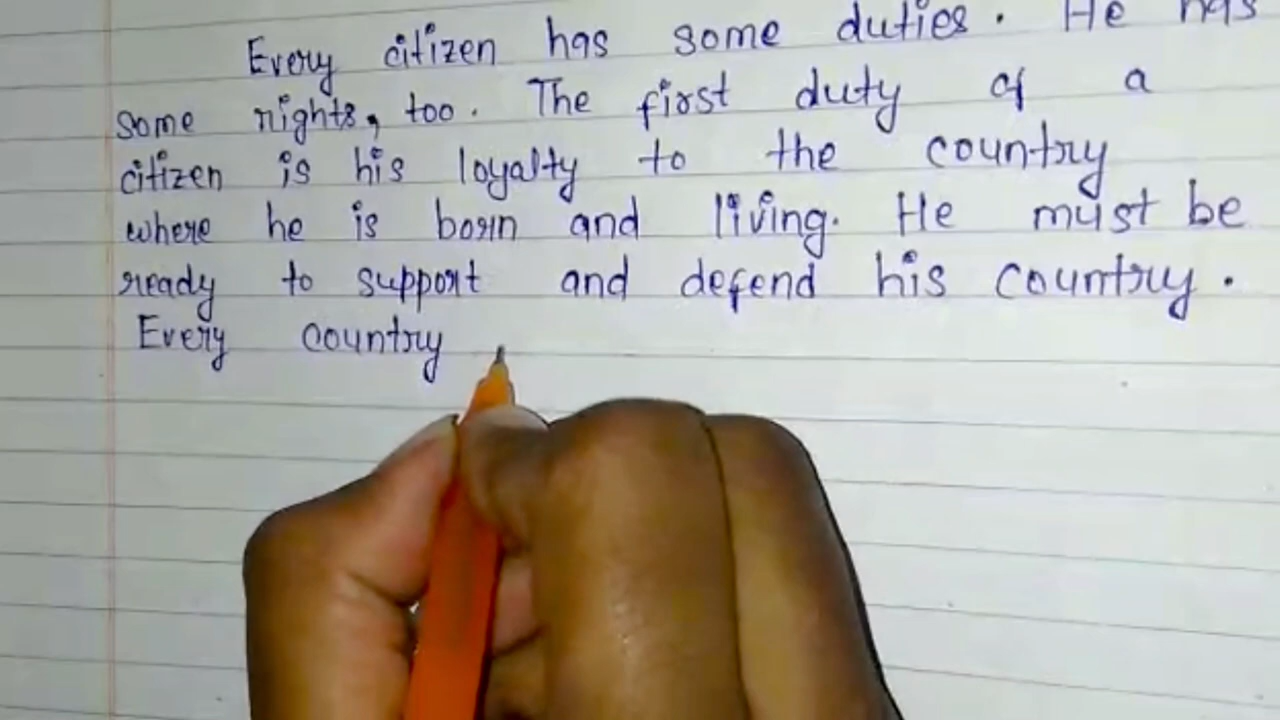 Every citizen has some duties. He has
some rights, too. The first duty of a
citizen is his loyalty to the country
where he is born and living. He must be
ready to support and defend his country.
Every country